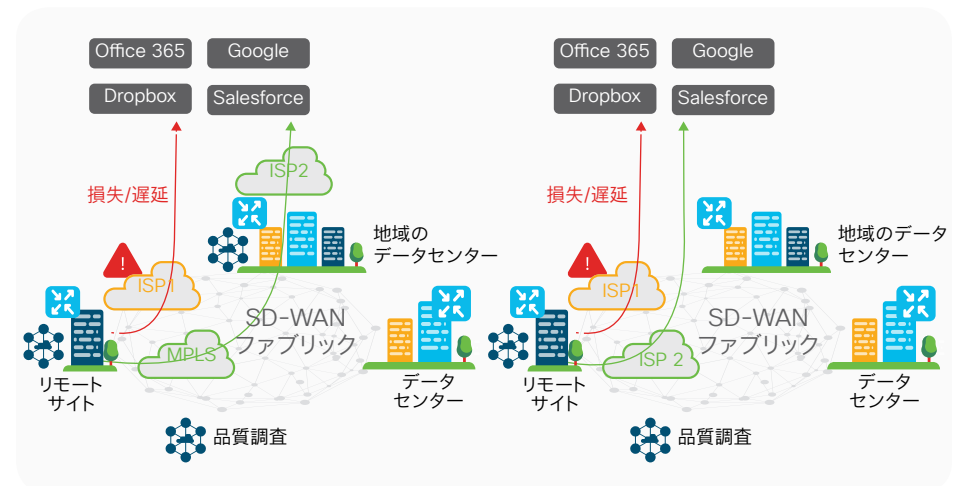 Office 365
Google
Dropbox
Salesforce
ISP2
損失/遅延
地域の
データセンター
!
ISP1
SD-WAN
ファブリック
MPLS
リモート
サイト
データ
センター
品質調査
Office 365
Google
Dropbox
Salesforce
損失/遅延
地域のデータ
センター
!
ISP1
SD-WAN
ファブリック
ISP 2
リモート
サイト
データ
センター
品質調査